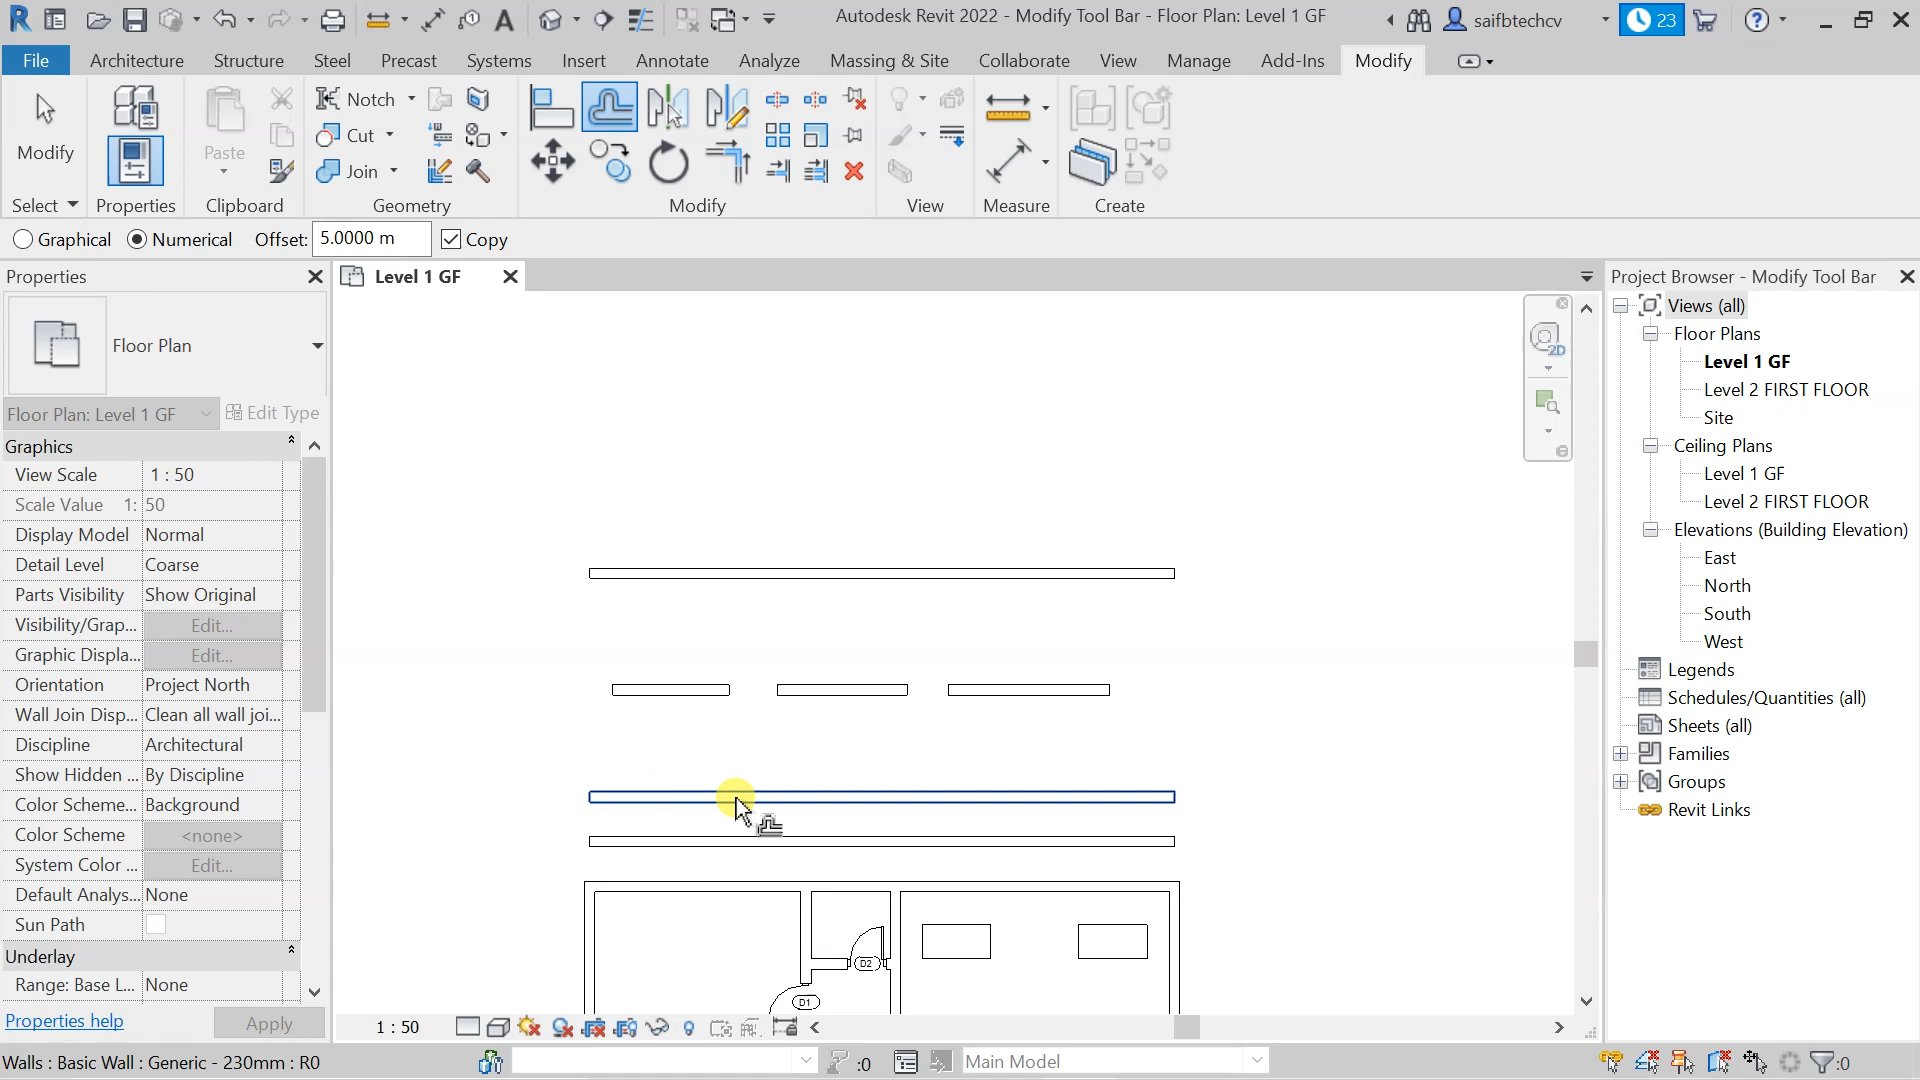 Autodesk Revit 2022 - Modify Tool Bar - Floor Plan: Level 1 GF
saifbtechcv
23
File
Architecture
Structure
Steel
Precast
Systems
Insert
Annotate
Analyze
Massing & Site
Collaborate
View
Manage
Add-Ins
Modify
Modify
Paste
Notch
Cut
Join
Select
Properties
Clipboard
Geometry
Modify
View
Measure
Create
Graphical
Numerical
Offset:
5.0000 m
Copy
Properties
Floor Plan
Floor Plan: Level 1 GF
Edit Type
Graphics
View Scale 1 : 50
Scale Value 1: 50
Display Model Normal
Detail Level Coarse
Parts Visibility Show Original
Visibility/Grap... Edit...
Graphic Displa... Edit...
Orientation Project North
Wall Join Disp... Clean all wall joi...
Discipline Architectural
Show Hidden ... By Discipline
Color Scheme... Background
Color Scheme <none>
System Color ... Edit...
Default Analys... None
Sun Path
Underlay
Range: Base L... None
Properties help
Apply
Level 1 GF
2D
D2
D1
1 : 50
Project Browser - Modify Tool Bar
Views (all)
Floor Plans
Level 1 GF
Level 2 FIRST FLOOR
Site
Ceiling Plans
Level 1 GF
Level 2 FIRST FLOOR
Elevations (Building Elevation)
East
North
South
West
Legends
Schedules/Quantities (all)
Sheets (all)
Families
Groups
Revit Links
Walls : Basic Wall : Generic - 230mm : R0
:0
Main Model
:0